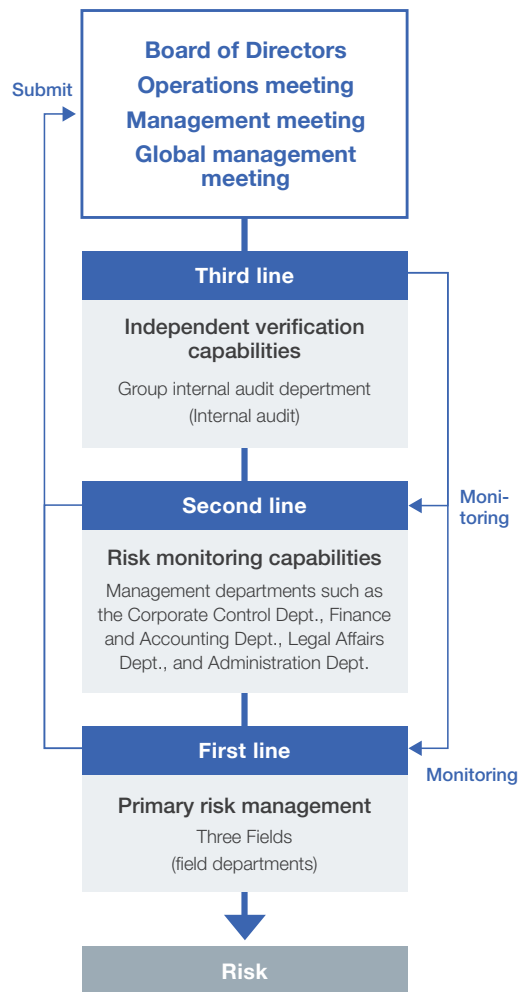 Board of Directors
Operations meeting
Management meeting
Global management
meeting
Submit
Third line
Independent verification
capabilities
Group internal audit depertment
(Internal audit)
Second line
Moni-
toring
Risk monitoring capabilities
Management departments such as
the Corporate Control Dept., Finance
and Accounting Dept., Legal Affairs
Dept., and Administration Dept.
First line
Monitoring
Primary risk management
Three Fields
(field departments)
Risk